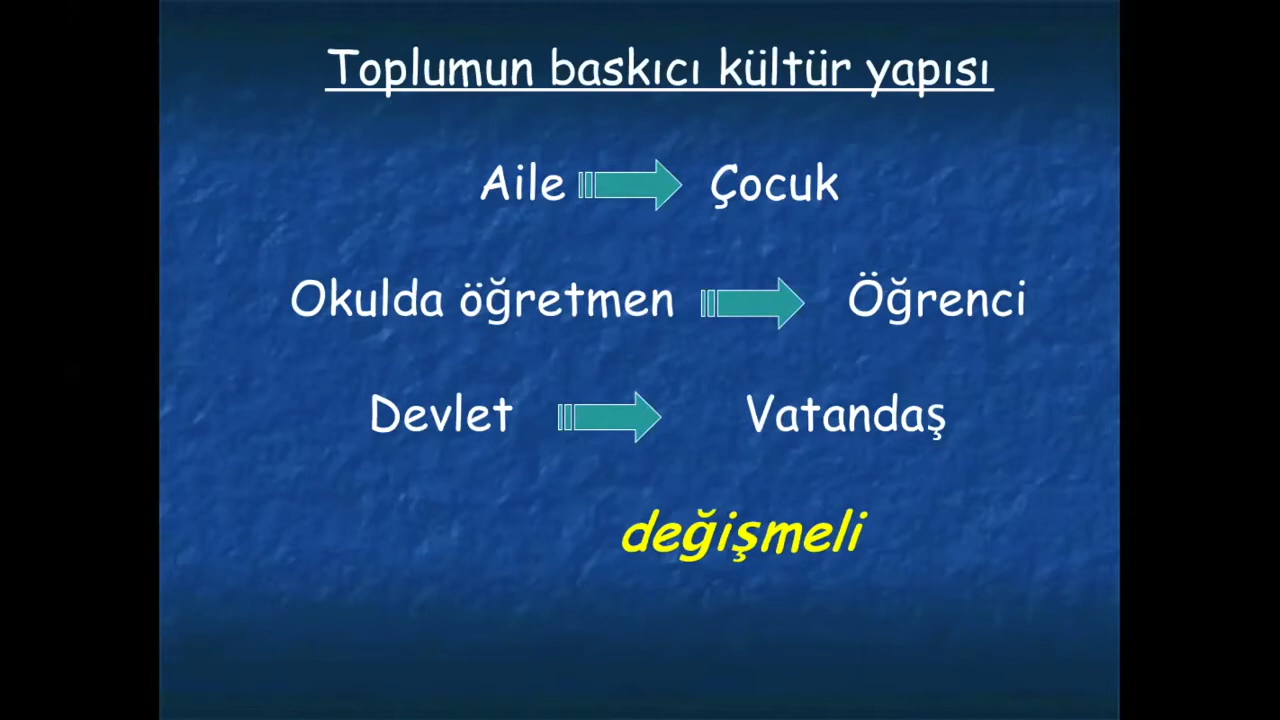 Toplumun baskıcı kültür yapısı
Aile Çocuk
Okulda öğretmen Öğrenci
Devlet Vatandaş
değişmeli